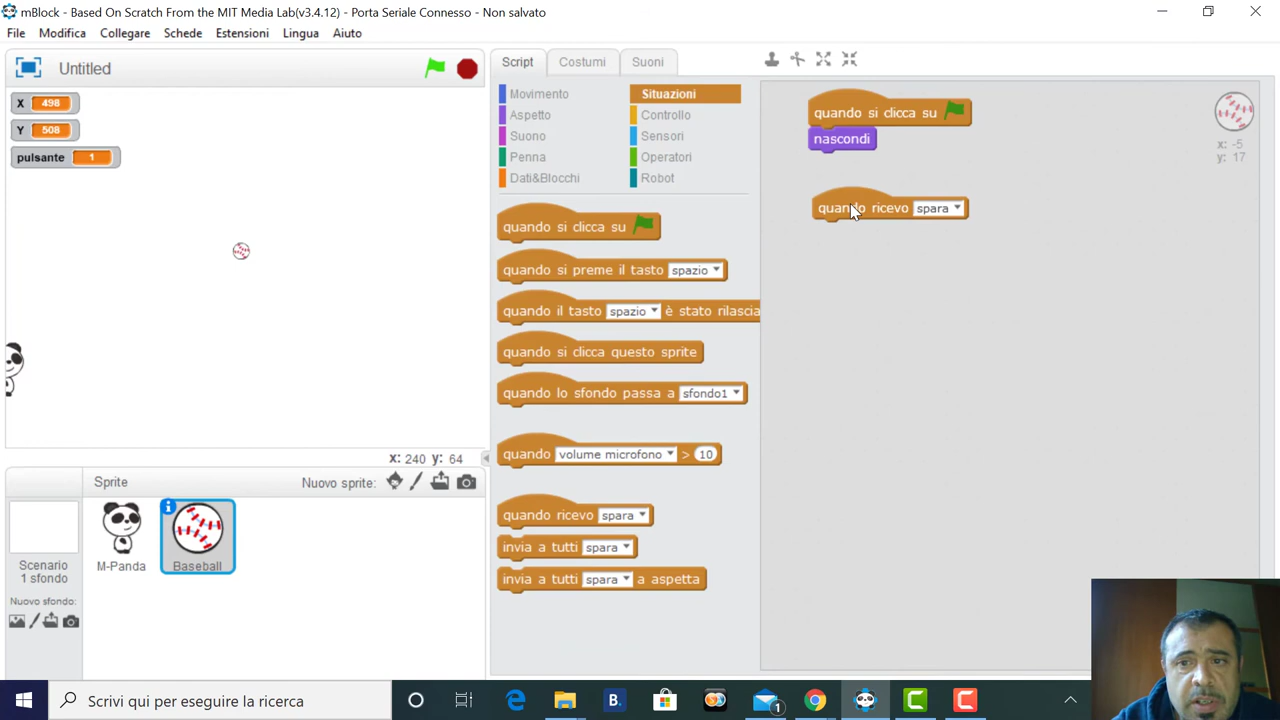 mBlock - Based On Scratch From the MIT Media Lab(v3.4.12) - Porta Seriale Connesso - Non salvato
File Modifica Collegare Schede Estensioni Lingua Aiuto
Untitled
X 498
Y 508
pulsante 1
x: 240 y: 64
Sprite Nuovo sprite:
M-Panda
Baseball
Scenario
1 sfondo
Nuovo sfondo:
Script Costumi Suoni
Movimento Situazioni
Aspetto Controllo
Suono Sensori
Penna Operatori
Dati&Blocchi Robot
quando si clicca su
quando si preme il tasto spazio
quando il tasto spazio è stato rilascia
quando si clicca questo sprite
quando lo sfondo passa a sfondo1
quando volume microfono > 10
quando ricevo spara
invia a tutti spara
invia a tutti spara a aspetta
quando si clicca su
nascondi
quando ricevo spara
x: -5
y: 17
Scrivi qui per eseguire la ricerca
B.
1